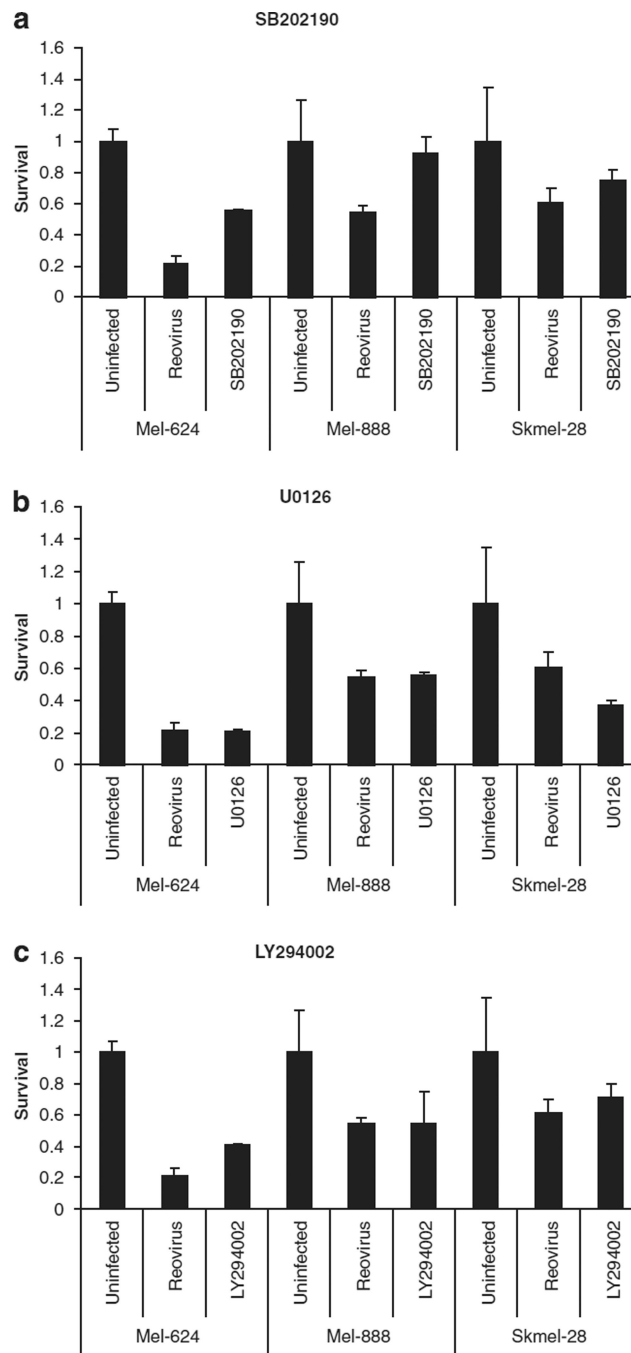 a
SB202190
Survival
1.6
1.4
1.2
1
0.8
0.6
0.4
0.2
0
Uninfected
Reovirus
SB202190
Uninfected
Reovirus
SB202190
Uninfected
Reovirus
SB202190
Mel-624
Mel-888
Skmel-28
b
U0126
Survival
1.6
1.4
1.2
1
0.8
0.6
0.4
0.2
0
Uninfected
Reovirus
U0126
Uninfected
Reovirus
U0126
Uninfected
Reovirus
U0126
Mel-624
Mel-888
Skmel-28
c
LY294002
Survival
1.6
1.4
1.2
1
0.8
0.6
0.4
0.2
0
Uninfected
Reovirus
LY294002
Uninfected
Reovirus
LY294002
Uninfected
Reovirus
LY294002
Mel-624
Mel-888
Skmel-28